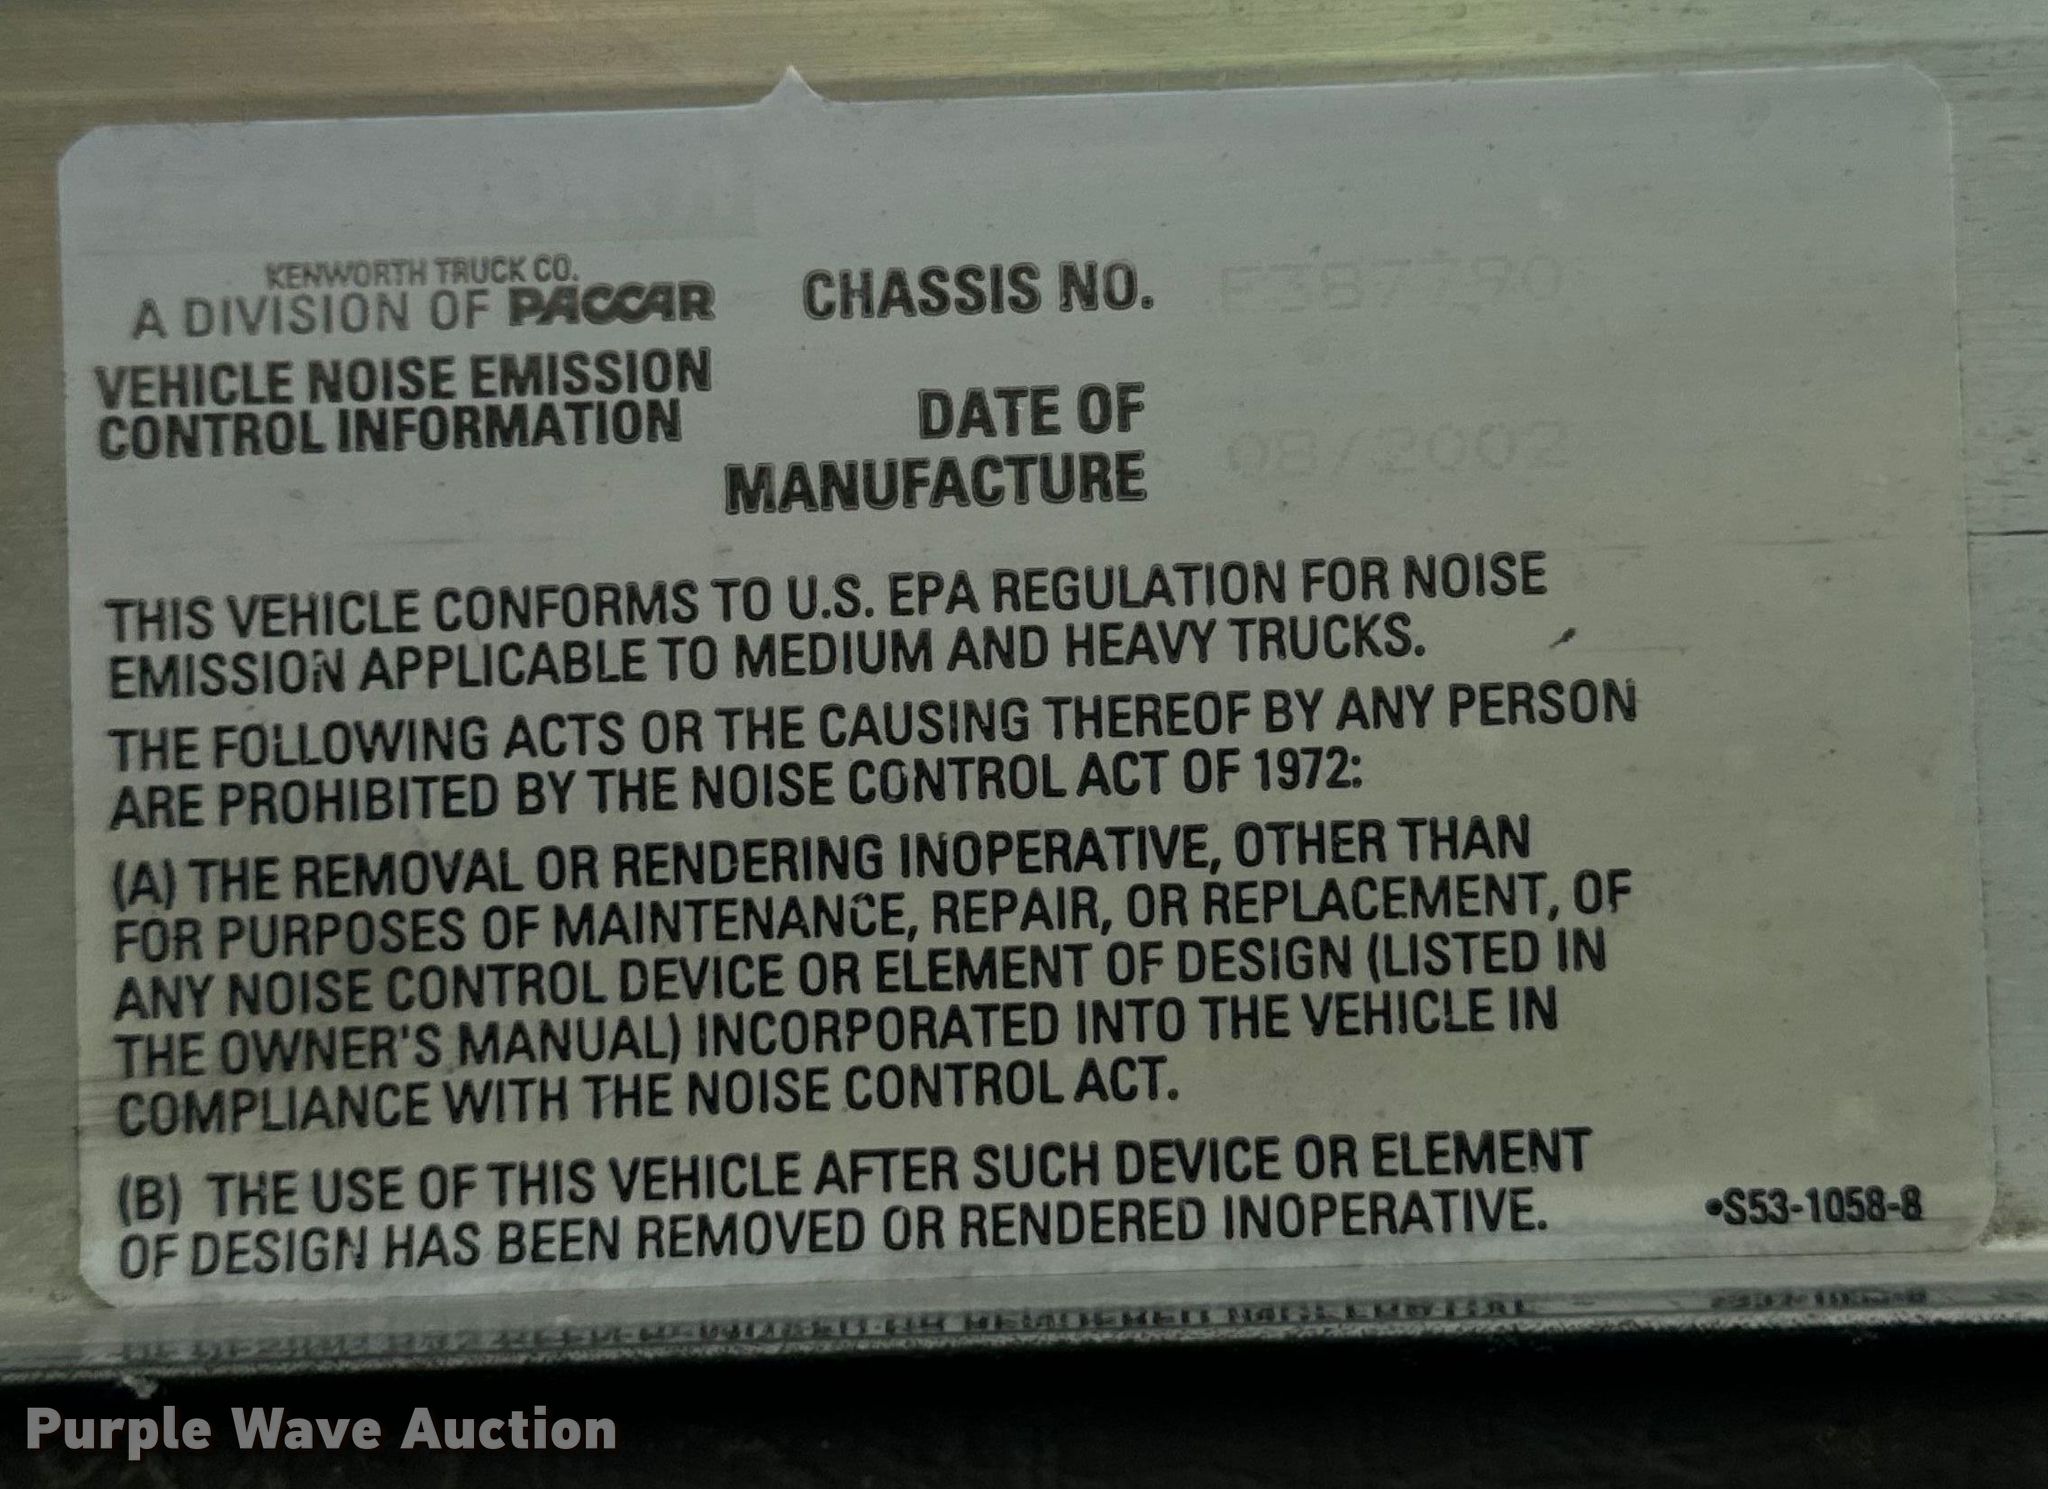 KENWORTH TRUCK CO.
A DIVISION OF PACCAR
VEHICLE NOISE EMISSION
CONTROL INFORMATION
CHASSIS NO.
DATE OF
MANUFACTURE 08/2002
THIS VEHICLE CONFORMS TO U.S. EPA REGULATION FOR NOISE
EMISSION APPLICABLE TO MEDIUM AND HEAVY TRUCKS.
THE FOLLOWING ACTS OR THE CAUSING THEREOF BY ANY PERSON
ARE PROHIBITED BY THE NOISE CONTROL ACT OF 1972:
(A) THE REMOVAL OR RENDERING INOPERATIVE, OTHER THAN
FOR PURPOSES OF MAINTENANCE, REPAIR, OR REPLACEMENT, OF
ANY NOISE CONTROL DEVICE OR ELEMENT OF DESIGN (LISTED IN
THE OWNER'S MANUAL) INCORPORATED INTO THE VEHICLE IN
COMPLIANCE WITH THE NOISE CONTROL ACT.
(B) THE USE OF THIS VEHICLE AFTER SUCH DEVICE OR ELEMENT
OF DESIGN HAS BEEN REMOVED OR RENDERED INOPERATIVE.
•S53-1058-8
Purple Wave Auction